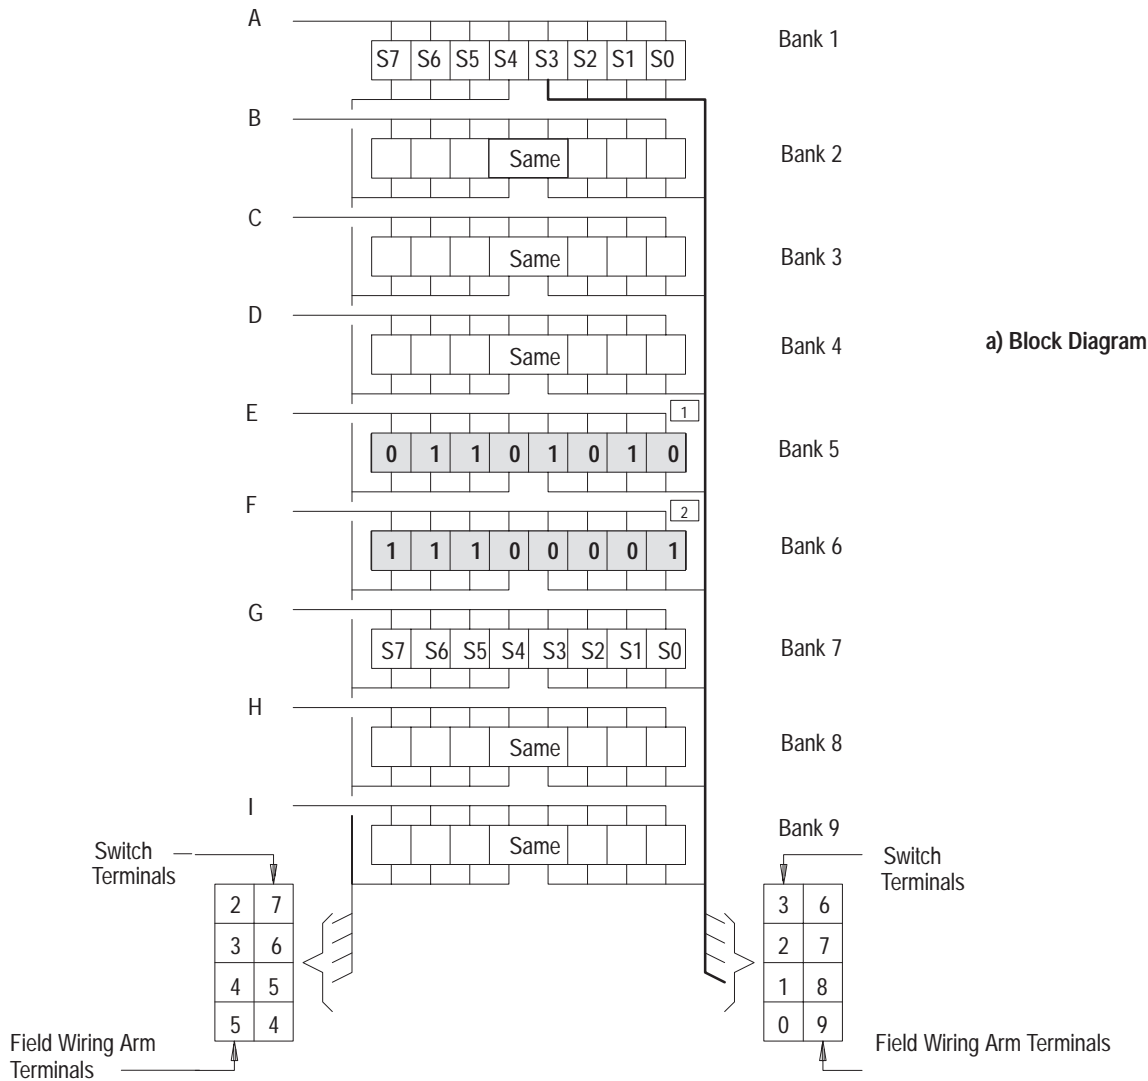 A
Bank 1
S7 S6 S5 S4 S3 S2 S1 S0
B
Same
Bank 2
C
Same
Bank 3
D
Same
Bank 4
a) Block Diagram
E
1
0 1 1 0 1 0 1 0
Bank 5
F
2
1 1 1 0 0 0 0 1
Bank 6
G
S7 S6 S5 S4 S3 S2 S1 S0
Bank 7
H
Same
Bank 8
I
Same
Bank 9
Switch
Terminals
2 7
3 6
4 5
5 4
Field Wiring Arm
Terminals
Switch
Terminals
3 6
2 7
1 8
0 9
Field Wiring Arm Terminals